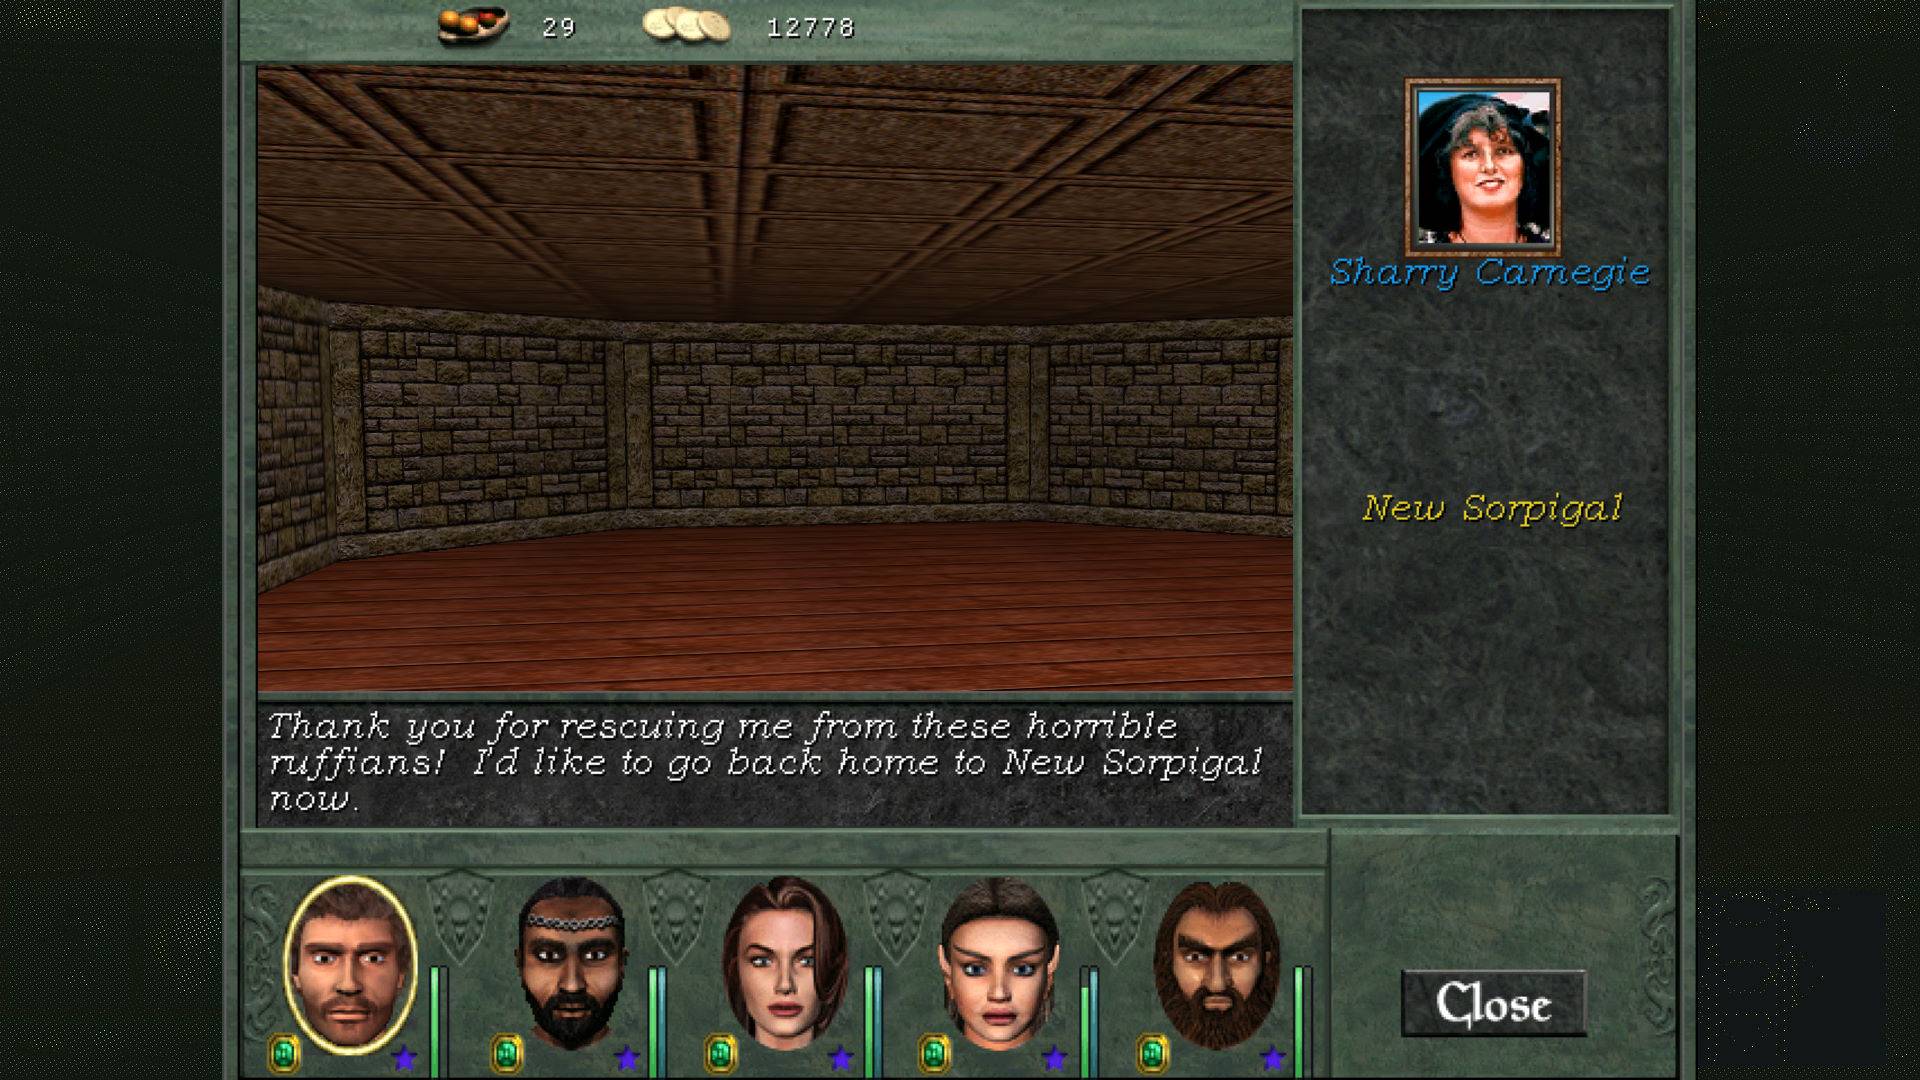 29 12778
Sharry Carnegie
New Sorpigal
Thank you for rescuing me from these horrible
ruffians! I'd like to go back home to New Sorpigal
now.
Close